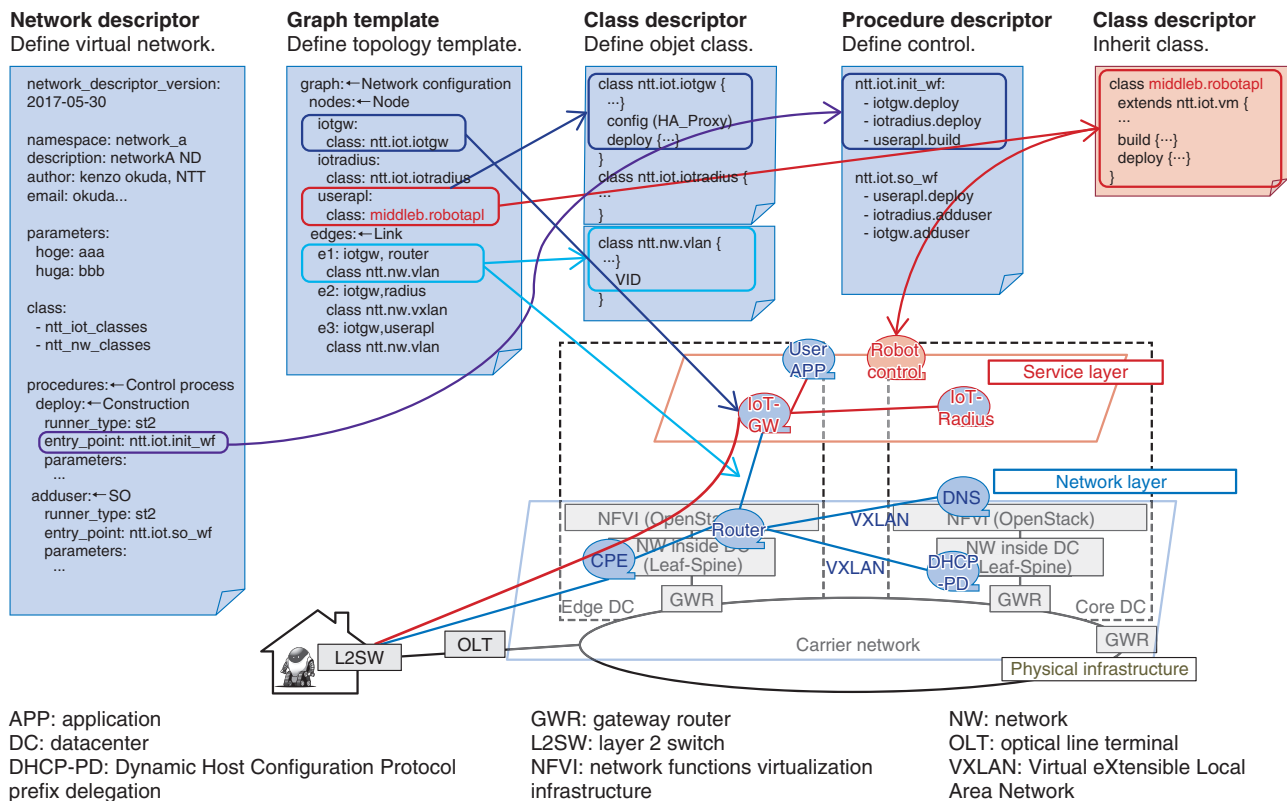 Network descriptor
Define virtual network.
network_descriptor_version:
2017-05-30
namespace: network_a
description: networkA ND
author: kenzo okuda, NTT
email: okuda...
parameters:
hoge: aaa
huga: bbb
class:
- ntt_iot_classes
- ntt_nw_classes
procedures:←Control process
deploy:←Construction
runner_type: st2
entry_point: ntt.iot.init_wf
parameters:
...
adduser:←SO
runner_type: st2
entry_point: ntt.iot.so_wf
parameters:
...
Graph template
Define topology template.
graph:←Network configuration
nodes:←Node
iotgw:
class: ntt.iot.iotgw
iotradius:
class: ntt.iot.iotradius
userapl:
class: middleb.robotapl
edges:←Link
e1: iotgw, router
class ntt.nw.vlan
e2: iotgw,radius
class ntt.nw.vxlan
e3: iotgw,userapl
class ntt.nw.vlan
Class descriptor
Define objet class.
class ntt.iot.iotgw {
...}
config (HA_Proxy)
deploy {...}
}
class ntt.iot.iotradius {
...
}
class ntt.nw.vlan {
...}
VID
}
Procedure descriptor
Define control.
ntt.iot.init_wf:
- iotgw.deploy
- iotradius.deploy
- userapl.build
ntt.iot.so_wf
- userapl.deploy
- iotradius.adduser
- iotgw.adduser
Class descriptor
Inherit class.
class middleb.robotapl
extends ntt.iot.vm {
...
build {...}
deploy {...}
}
User
APP
Robot
control
Service layer
IoT-
GW
IoT-
Radius
Network layer
DNS
NFVI (OpenSta
Router
VXLAN
NFVI (OpenStack)
CPE
NW inside DC
(Leaf-Spine)
VXLAN
DHCP
-PD
NW inside DC
(Leaf-Spine)
Edge DC
GWR
GWR
Core DC
L2SW
OLT
Carrier network
GWR
Physical infrastructure
APP: application
DC: datacenter
DHCP-PD: Dynamic Host Configuration Protocol
prefix delegation
GWR: gateway router
L2SW: layer 2 switch
NFVI: network functions virtualization
infrastructure
NW: network
OLT: optical line terminal
VXLAN: Virtual eXtensible Local
Area Network